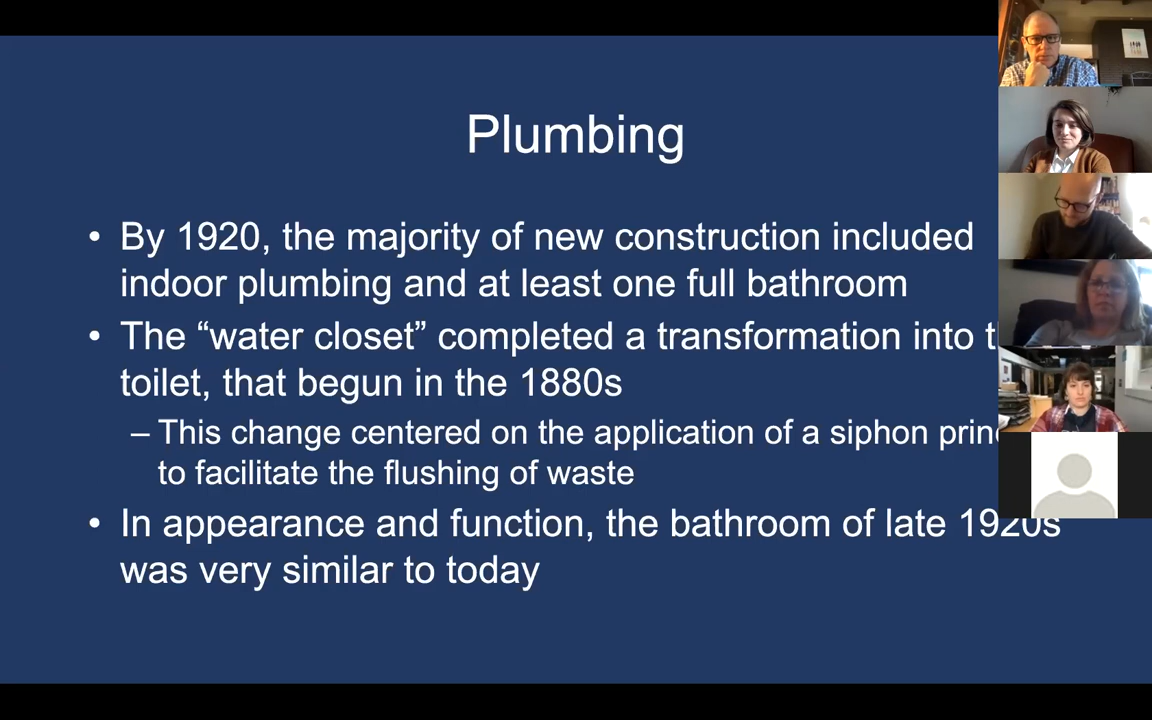 Plumbing
• By 1920, the majority of new construction included
indoor plumbing and at least one full bathroom
• The “water closet” completed a transformation into
toilet, that begun in the 1880s
– This change centered on the application of a siphon
to facilitate the flushing of waste
• In appearance and function, the bathroom of late 1920s
was very similar to today